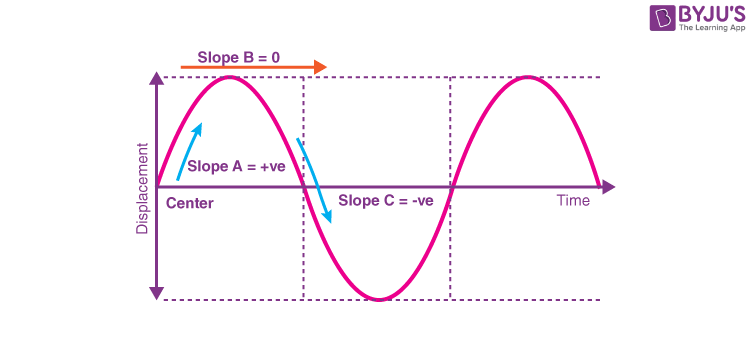 BYJU'S
The Learning App
Slope B = 0
Displacement
Slope A = +ve
Center
Slope C = -ve
Time